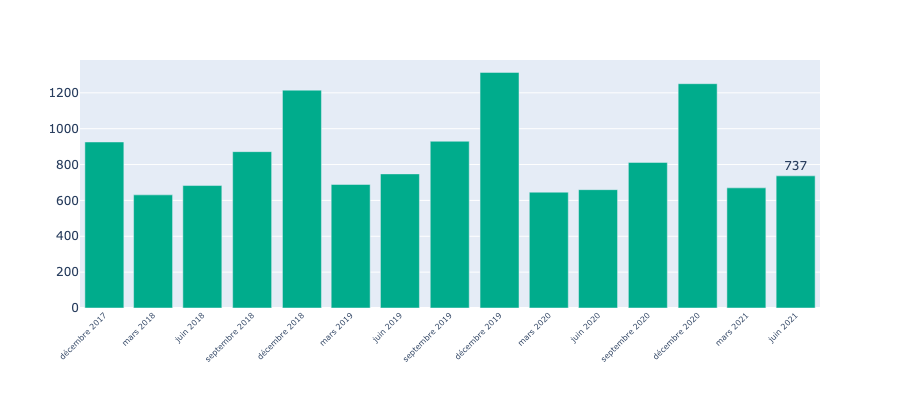 1200
1000
800
600
400
200
0
737
décembre 2017
mars 2018
juin 2018
septembre 2018
décembre 2018
mars 2019
juin 2019
septembre 2019
décembre 2019
mars 2020
juin 2020
septembre 2020
décembre 2020
mars 2021
juin 2021